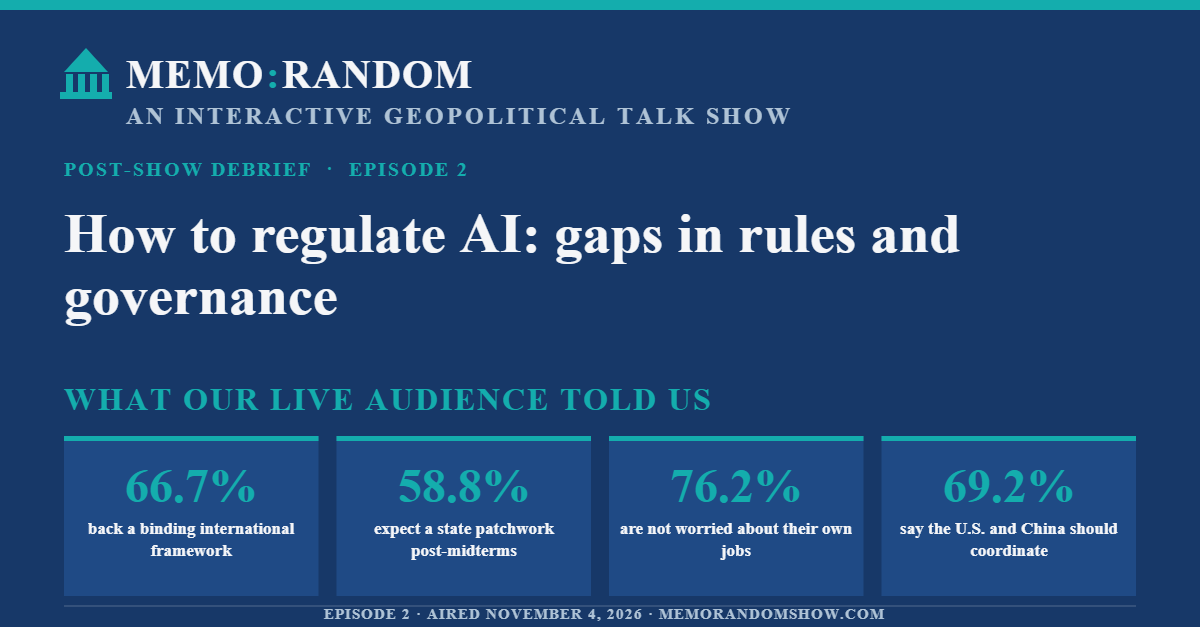 MEMO:RANDOM
AN INTERACTIVE GEOPOLITICAL TALK SHOW
POST-SHOW DEBRIEF · EPISODE 2
How to regulate AI: gaps in rules and
governance
WHAT OUR LIVE AUDIENCE TOLD US
66.7%
back a binding international
framework
58.8%
expect a state patchwork
post-midterms
76.2%
are not worried about their own
jobs
69.2%
say the U.S. and China should
coordinate
EPISODE 2 · AIRED NOVEMBER 4, 2026 · MEMORANDOMSHOW.COM